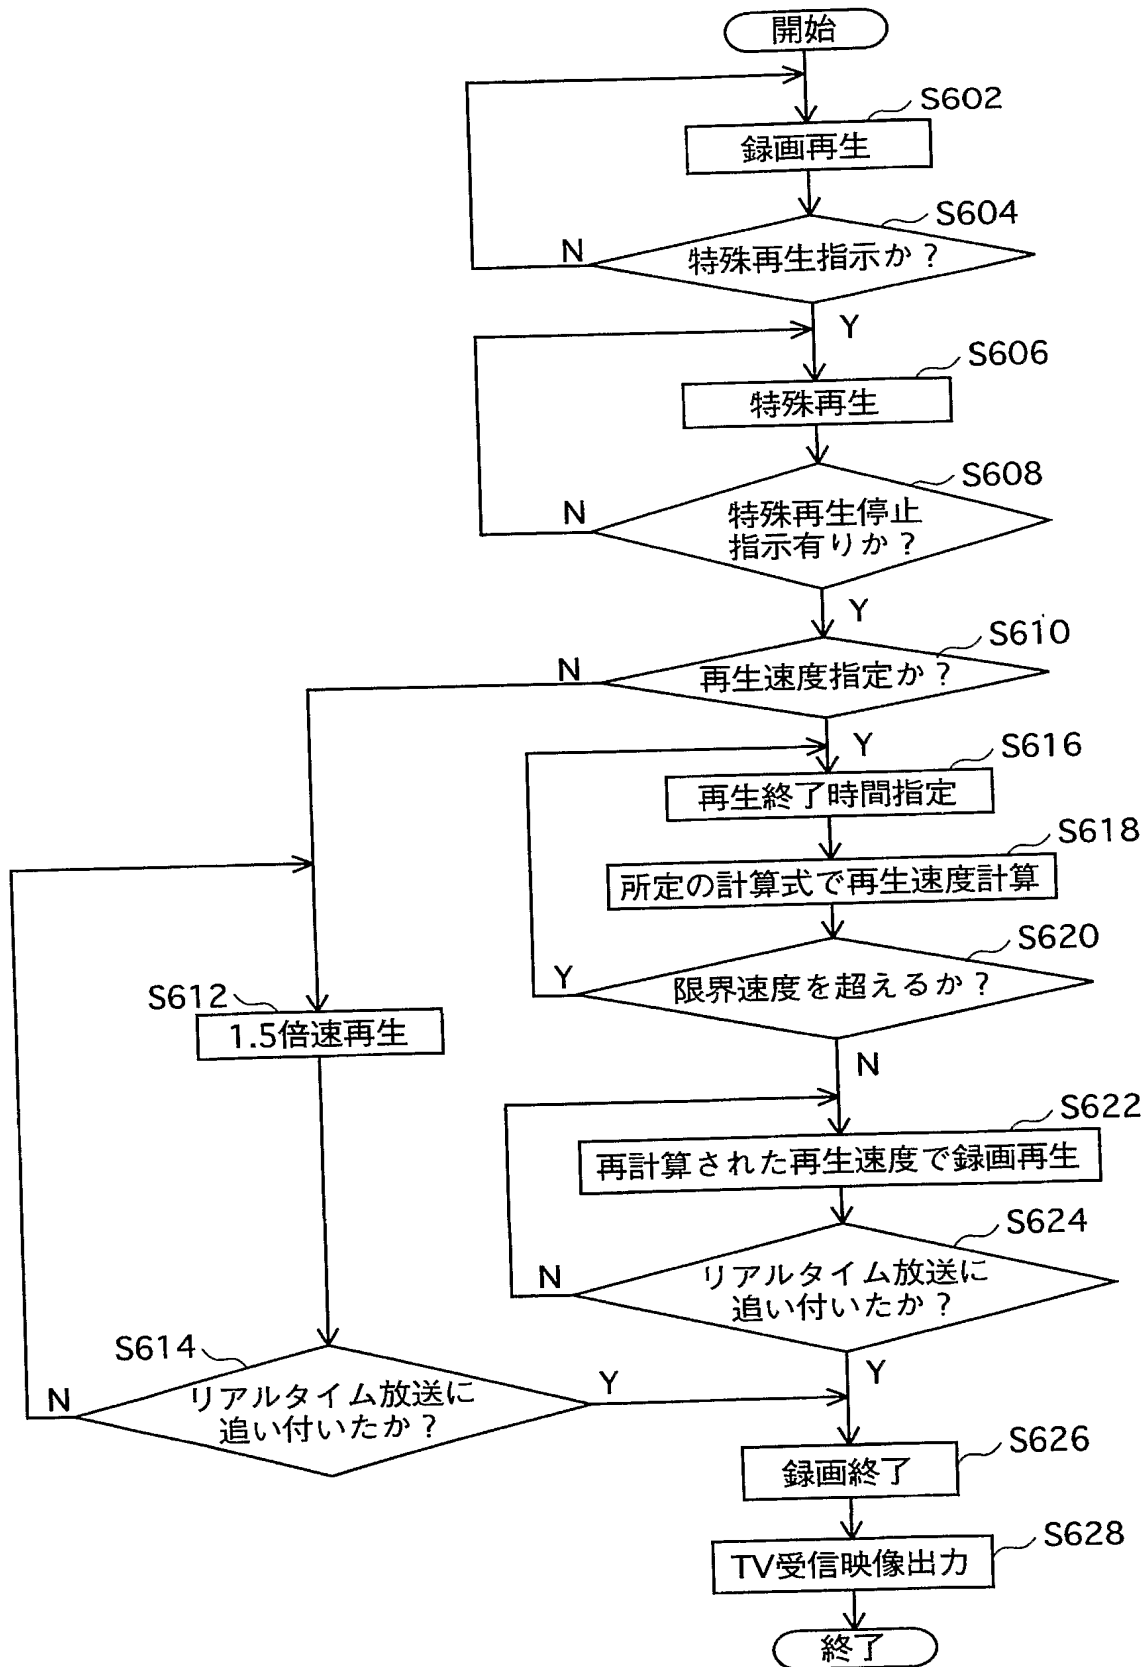 開始
S602
録画再生
S604
特殊再生指示か？
N
Y
S606
特殊再生
S608
特殊再生停止
指示有りか？
N
Y
S610
再生速度指定か？
N
Y
S616
再生終了時間指定
S618
所定の計算式で再生速度計算
S620
限界速度を超えるか？
Y
N
S612
1.5倍速再生
S622
再計算された再生速度で録画再生
S624
リアルタイム放送に
追い付いたか？
N
Y
S614
リアルタイム放送に
追い付いたか？
N
Y
S626
録画終了
S628
TV受信映像出力
終了